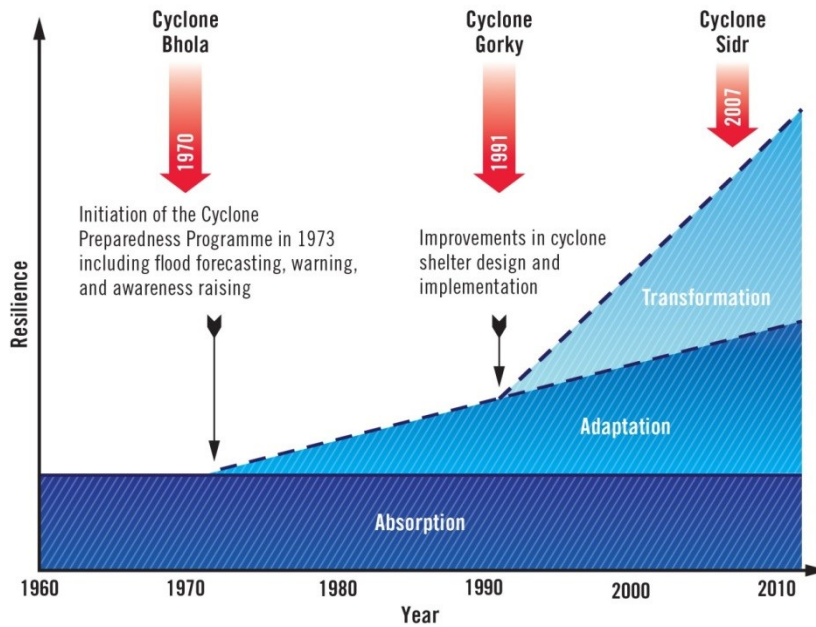 Cyclone
Bhola
Cyclone
Gorky
Cyclone
Sidr
1970
1991
2007
Initiation of the Cyclone
Preparedness Programme in 1973
including flood forecasting, warning,
and awareness raising
Improvements in cyclone
shelter design and
implementation
Transformation
Adaptation
Absorption
Resilience
1960
1970
1980
1990
2000
2010
Year